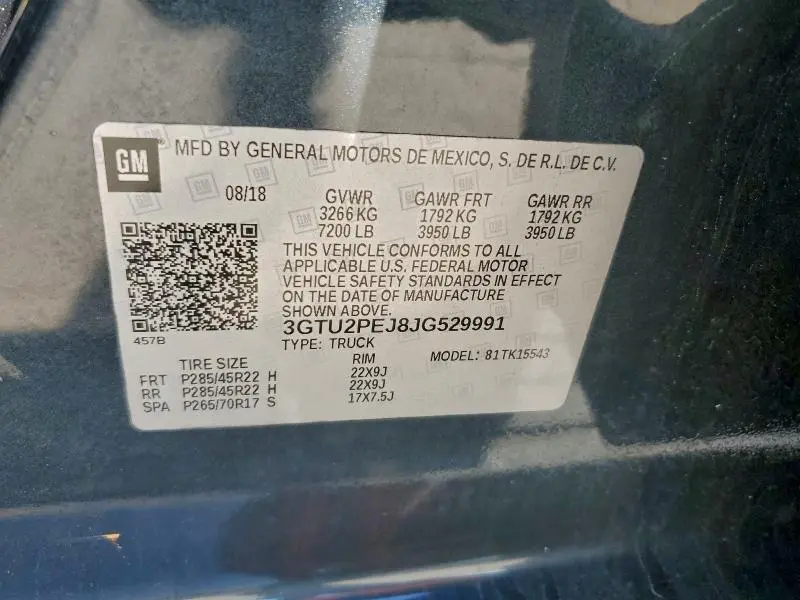 GM ® MFD BY GENERAL MOTORS DE MEXICO, S. DE R.L. DE C.V.
08/18 GVWR GAWR FRT GAWR RR
3266 KG 1792 KG 1792 KG
7200 LB 3950 LB 3950 LB
THIS VEHICLE CONFORMS TO ALL
APPLICABLE U.S. FEDERAL MOTOR
VEHICLE SAFETY STANDARDS IN EFFECT
ON THE DATE OF MANUFACTURE
SHOWN ABOVE.
3GTU2PEJ8JG529991
457B TYPE: TRUCK MODEL: 81TK15543
TIRE SIZE RIM
FRT P285/45R22 H 22X9J
RR P285/45R22 H 22X9J
SPA P265/70R17 S 17X7.5J